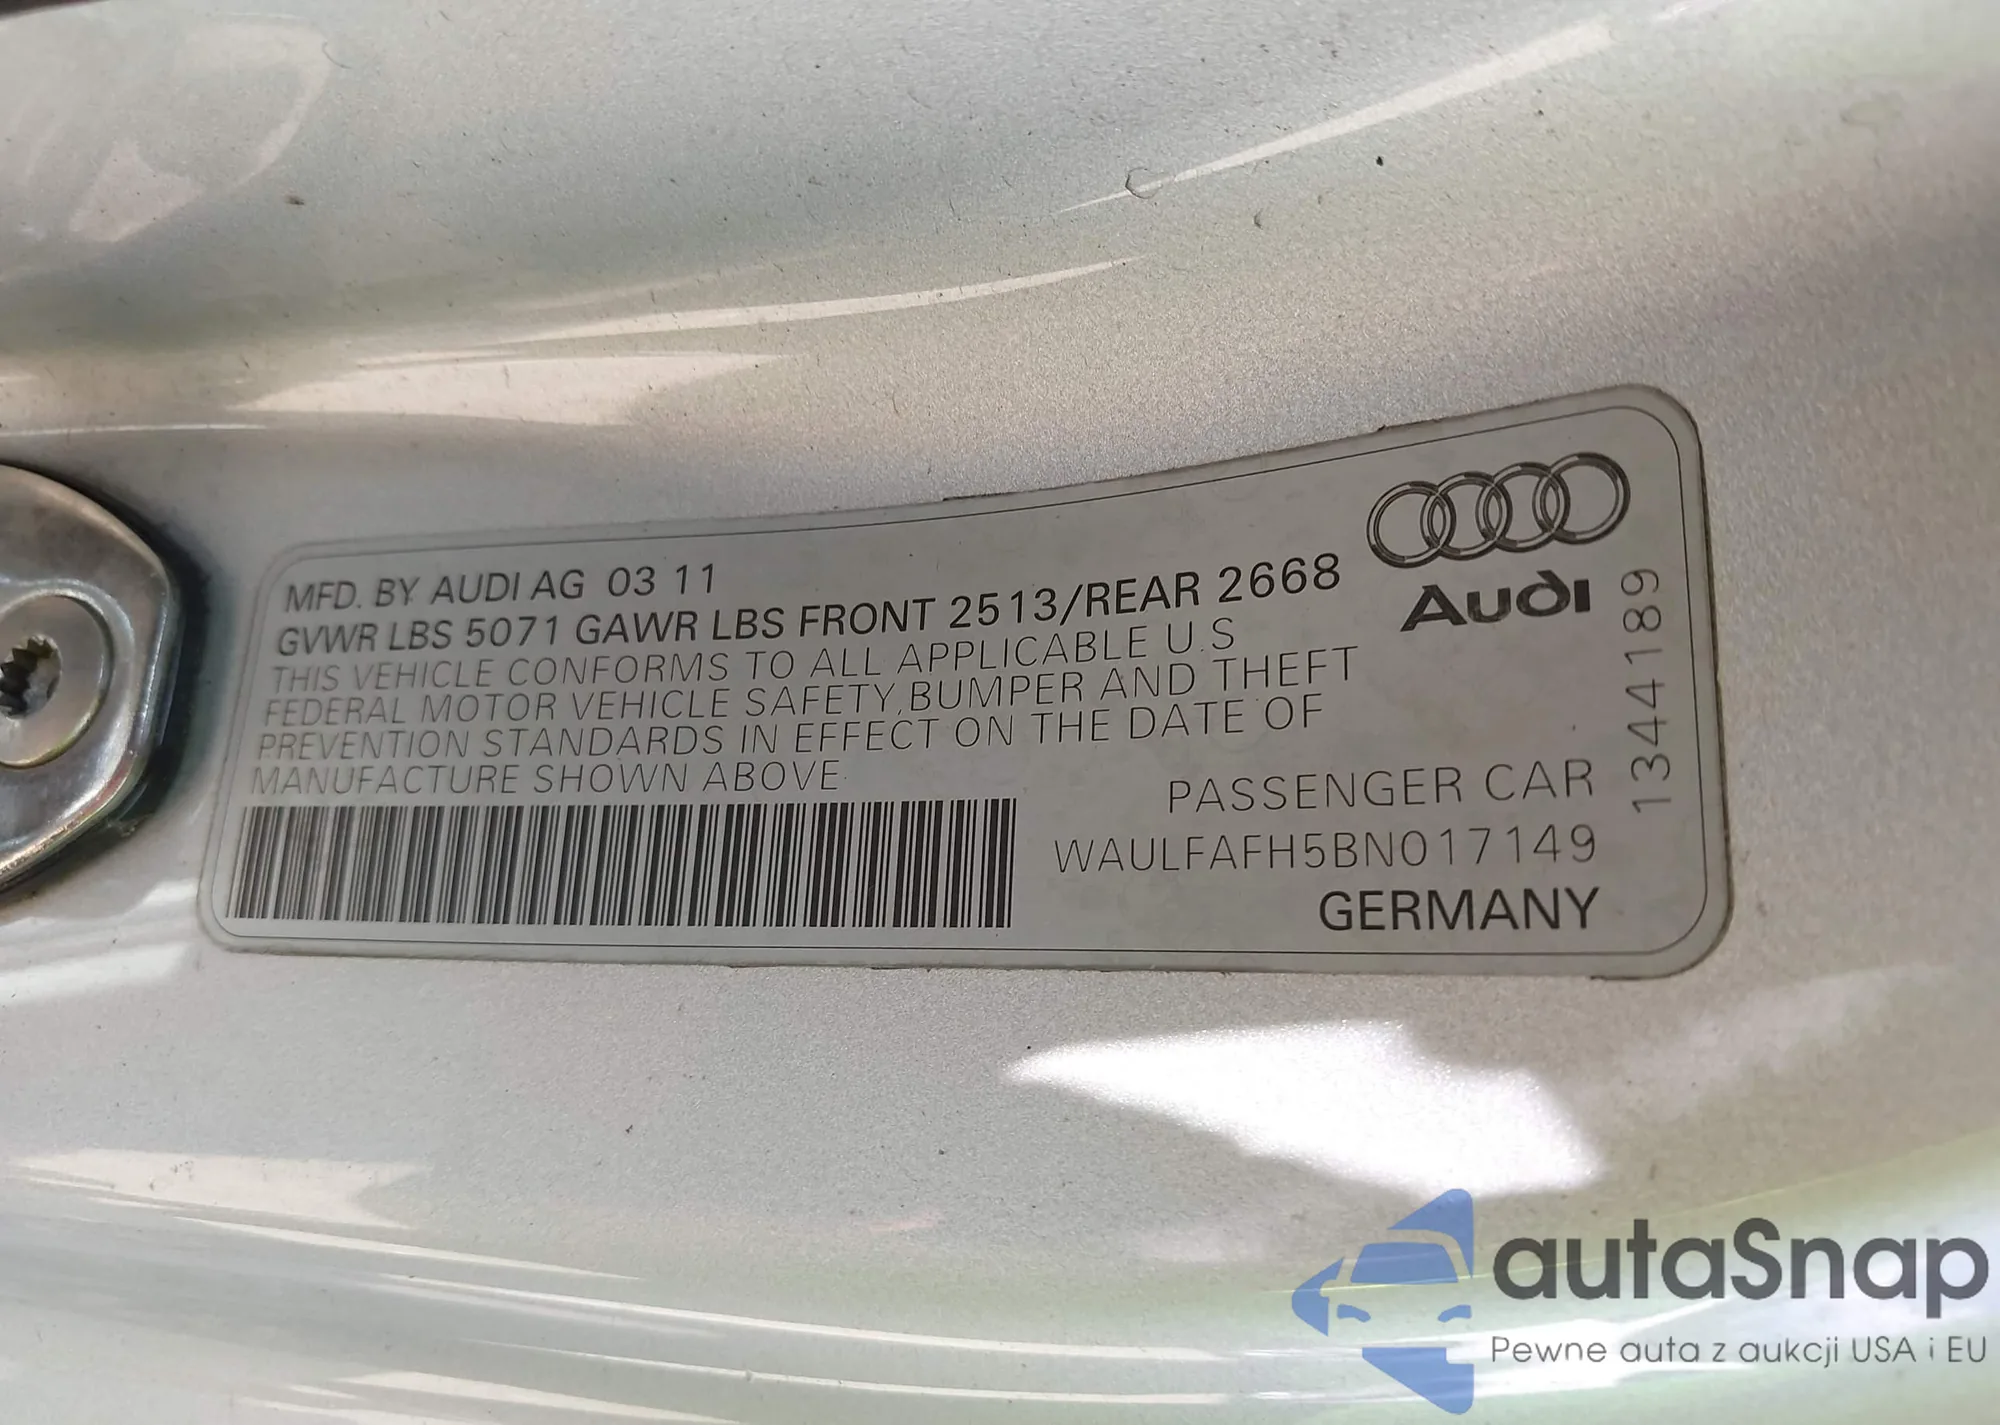 MFD. BY AUDI AG 03 11
GVWR LBS 5071 GAWR LBS FRONT 2513/REAR 2668
THIS VEHICLE CONFORMS TO ALL APPLICABLE U.S
FEDERAL MOTOR VEHICLE SAFETY, BUMPER AND THEFT
PREVENTION STANDARDS IN EFFECT ON THE DATE OF
MANUFACTURE SHOWN ABOVE
Audi
1344189
PASSENGER CAR
WAULFAFH5BN017149
GERMANY
autaSnap
Pewne auta z aukcji USA i EU